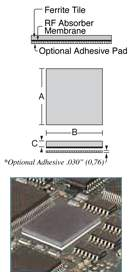 Ferrite Tile
RF Absorber
Membrane
Optional Adhesive Pad
A
B
C
*Optional Adhesive .030" (0,76)